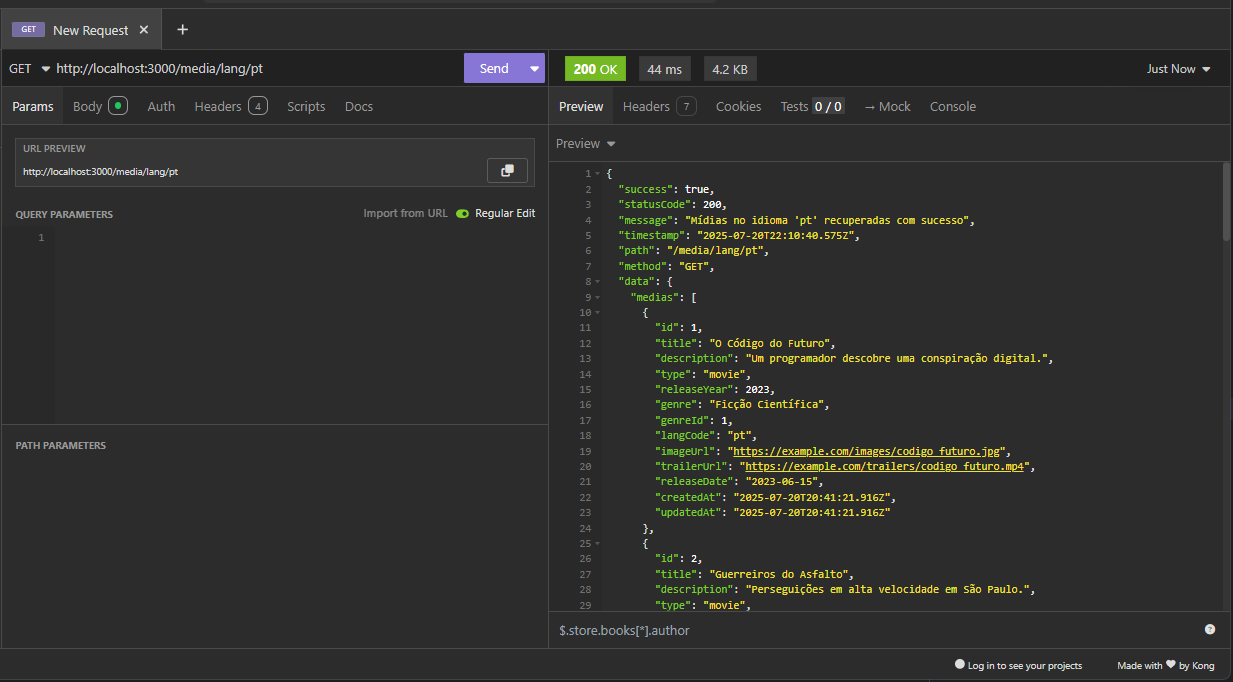 GET New Request
GET http://localhost:3000/media/lang/pt Send
200 OK 44 ms 4.2 KB Just Now
Params Body Auth Headers 4 Scripts Docs
Preview Headers 7 Cookies Tests 0 / 0 → Mock Console
URL PREVIEW
http://localhost:3000/media/lang/pt
QUERY PARAMETERS Import from URL Regular Edit
1
PATH PARAMETERS
Preview
1 {
2 "success": true,
3 "statusCode": 200,
4 "message": "Mídias no idioma 'pt' recuperadas com sucesso",
5 "timestamp": "2025-07-20T22:10:40.575Z",
6 "path": "/media/lang/pt",
7 "method": "GET",
8 "data": {
9 "medias": [
10 {
11 "id": 1,
12 "title": "O Código do Futuro",
13 "description": "Um programador descobre uma conspiração digital.",
14 "type": "movie",
15 "releaseYear": 2023,
16 "genre": "Ficção Científica",
17 "genreId": 1,
18 "langCode": "pt",
19 "imageUrl": "https://example.com/images/codigo_futuro.jpg",
20 "trailerUrl": "https://example.com/trailers/codigo_futuro.mp4",
21 "releaseDate": "2023-06-15",
22 "createdAt": "2025-07-20T20:41:21.916Z",
23 "updatedAt": "2025-07-20T20:41:21.916Z"
24 },
25 {
26 "id": 2,
27 "title": "Guerreiros do Asfalto",
28 "description": "Perseguições em alta velocidade em São Paulo.",
29 "type": "movie",
$.store.books[*].author
Log in to see your projects Made with ❤ by Kong